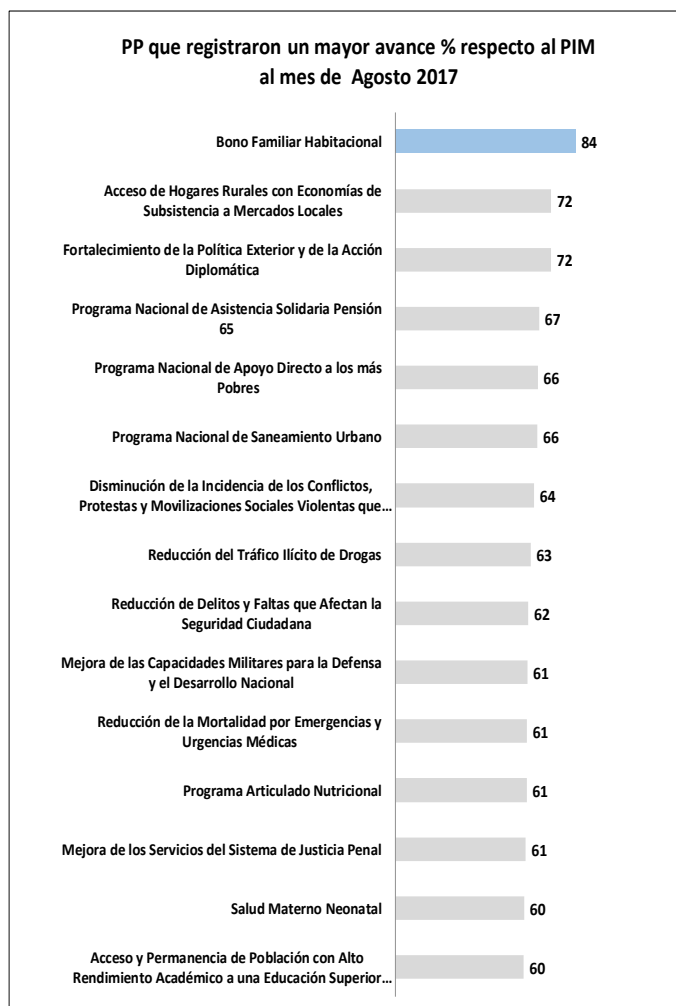 PP que registraron un mayor avance % respecto al PIM
al mes de Agosto 2017
Bono Familiar Habitacional
84
Acceso de Hogares Rurales con Economías de
Subsistencia a Mercados Locales
72
Fortalecimiento de la Política Exterior y de la Acción
Diplomática
72
Programa Nacional de Asistencia Solidaria Pensión
65
67
Programa Nacional de Apoyo Directo a los más
Pobres
66
Programa Nacional de Saneamiento Urbano
66
Disminución de la Incidencia de los Conflictos,
Protestas y Movilizaciones Sociales Violentas que…
64
Reducción del Tráfico Ilícito de Drogas
63
Reducción de Delitos y Faltas que Afectan la
Seguridad Ciudadana
62
Mejora de las Capacidades Militares para la Defensa
y el Desarrollo Nacional
61
Reducción de la Mortalidad por Emergencias y
Urgencias Médicas
61
Programa Articulado Nutricional
61
Mejora de los Servicios del Sistema de Justicia Penal
61
Salud Materno Neonatal
60
Acceso y Permanencia de Población con Alto
Rendimiento Académico a una Educación Superior…
60